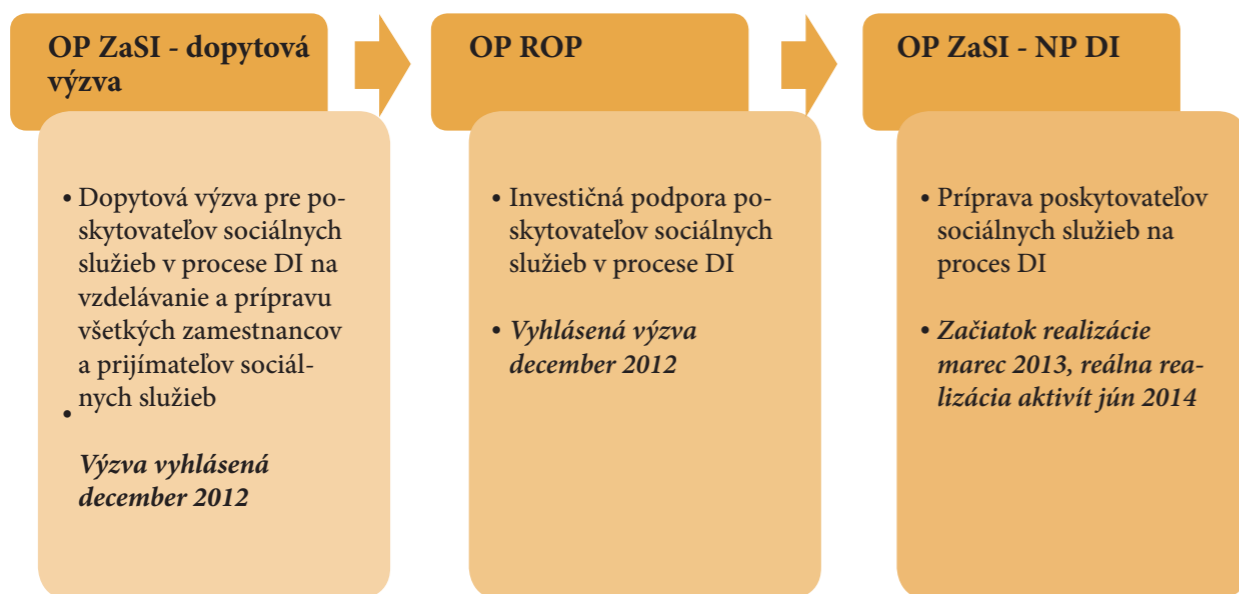 OP ZaSI - dopytová
výzva
• Dopytová výzva pre po-
skytovateľov sociálnych
služieb v procese DI na
vzdelávanie a prípravu
všetkých zamestnancov
a prijímateľov sociál-
nych služieb
•
Výzva vyhlásená
december 2012
OP ROP
• Investičná podpora po-
skytovateľov sociálnych
služieb v procese DI
• Vyhlásená výzva
december 2012
OP ZaSI - NP DI
• Príprava poskytovateľov
sociálnych služieb na
proces DI
• Začiatok realizácie
marec 2013, reálna rea-
lizácia aktivít jún 2014